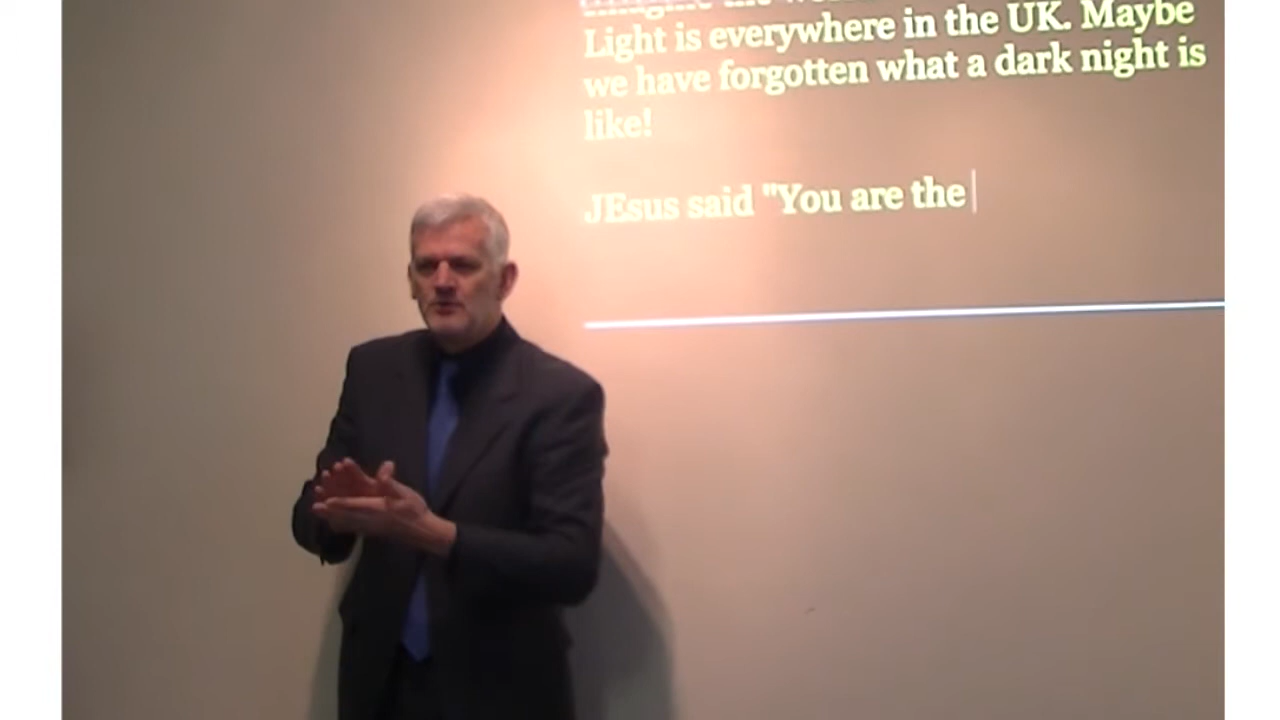 Light is everywhere in the UK. Maybe
we have forgotten what a dark night is
like!
JEsus said "You are the